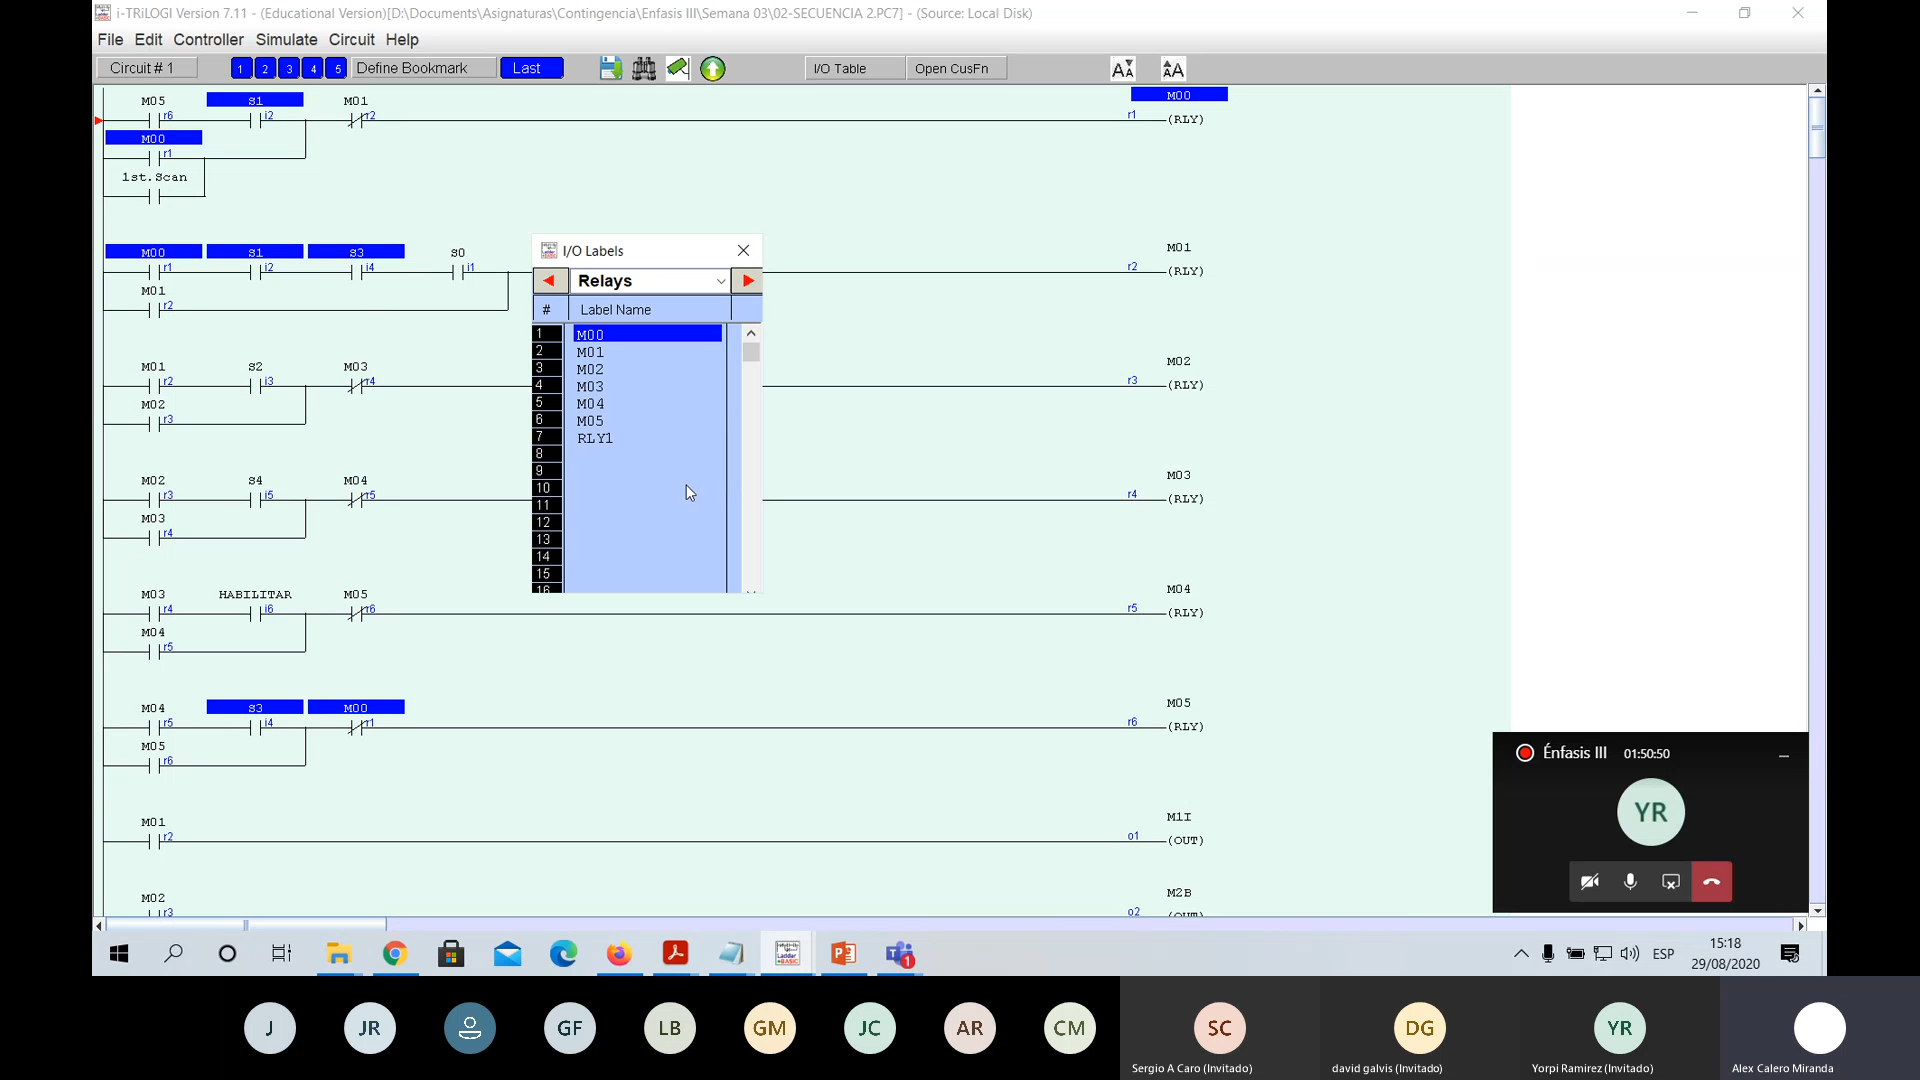 i-TRiLOGI Version 7.11 - (Educational Version)[D:\Documents\Asignaturas\Contingencia\Enfasis III\Semana 03\02-SECUENCIA 2.PC7] - (Source: Local Disk)
File Edit Controller Simulate Circuit Help
Circuit # 1 1 2 3 4 5 Define Bookmark Last I/O Table Open CusFn AA AA
M05 S1 M01 M00
r6 i2 r2 r1 (RLY)
M00
r1
1st.Scan
M00 S1 S3 S0 M01
r1 i2 i4 i1 r2 (RLY)
M01
r2
I/O Labels
Relays
# Label Name
1 M00
2 M01
3 M02
4 M03
5 M04
6 M05
7 RLY1
8
9
10
11
12
13
14
15
16
M01 S2 M03 M02
r2 i3 r4 r3 (RLY)
M02
r3
M02 S4 M04 M03
r3 i5 r5 r4 (RLY)
M03
r4
M03 HABILITAR M05 M04
r4 i6 r6 r5 (RLY)
M04
r5
M04 S3 M00 M05
r5 i4 r1 r6 (RLY)
M05
r6
M01 M1I
r2 o1 (OUT)
M02 M2B
r3 o2 (OUT)
Énfasis III 01:50:50
YR
Ladder
BASIC
1
ESP
15:18
29/08/2020
J JR GF LB GM JC AR CM SC DG YR
Sergio A Caro (Invitado) david galvis (Invitado) Yorpi Ramirez (Invitado) Alex Calero Miranda